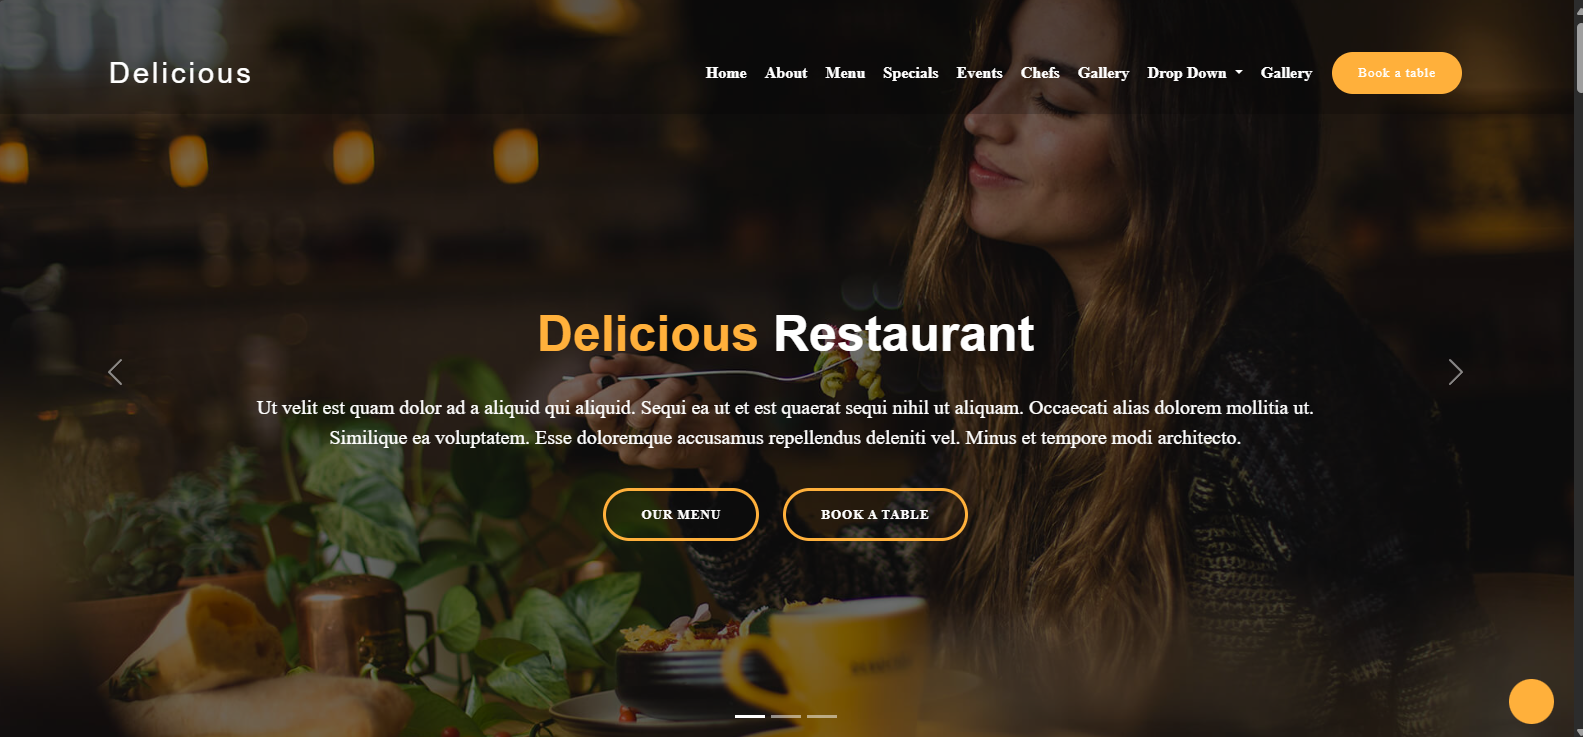 Delicious
Home About Menu Specials Events Chefs Gallery Drop Down Gallery Book a table
Delicious Restaurant
Ut velit est quam dolor ad a aliquid qui aliquid. Sequi ea ut et est quaerat sequi nihil ut aliquam. Occaecati alias dolorem mollitia ut.
Similique ea voluptatem. Esse doloremque accusamus repellendus deleniti vel. Minus et tempore modi architecto.
OUR MENU BOOK A TABLE